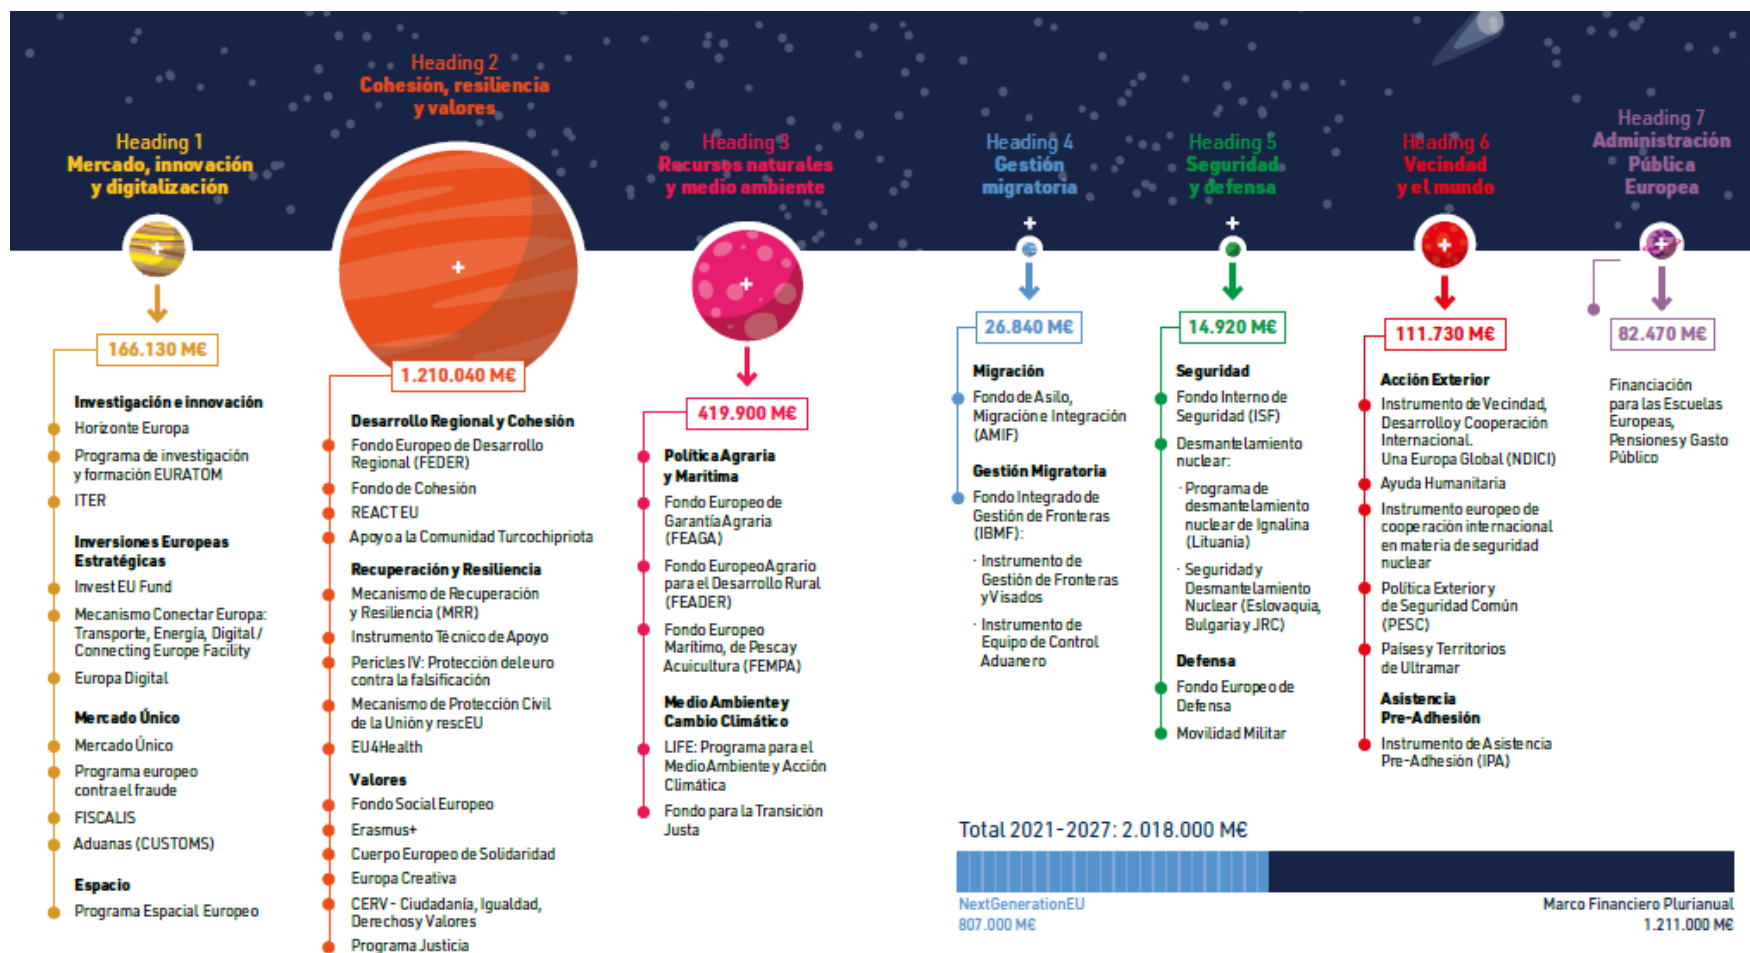 Heading 1
Mercado, innovación
y digitalización
166.130 M€
Investigación e innovación
Horizonte Europa
Programa de investigación
y formación EURATOM
ITER
Inversiones Europeas
Estratégicas
Invest EU Fund
Mecanismo Conectar Europa:
Transporte, Energía, Digital /
Connecting Europe Facility
Europa Digital
Mercado Único
Mercado Único
Programa europeo
contra el fraude
FISCALIS
Aduanas (CUSTOMS)
Espacio
Programa Espacial Europeo
Heading 2
Cohesión, resiliencia
y valores
1.210.040 M€
Desarrollo Regional y Cohesión
Fondo Europeo de Desarrollo
Regional (FEDER)
Fondo de Cohesión
REACT EU
Apoyo a la Comunidad Turcochipriota
Recuperación y Resiliencia
Mecanismo de Recuperación
y Resiliencia (MRR)
Instrumento Técnico de Apoyo
Pericles IV: Protección del euro
contra la falsificación
Mecanismo de Protección Civil
de la Unión y rescEU
EU4Health
Valores
Fondo Social Europeo
Erasmus+
Cuerpo Europeo de Solidaridad
Europa Creativa
CERV - Ciudadanía, Igualdad,
Derechos y Valores
Programa Justicia
Heading 3
Recursos naturales
y medio ambiente
419.900 M€
Política Agraria
y Marítima
Fondo Europeo de
Garantía Agraria
(FEAGA)
Fondo Europeo Agrario
para el Desarrollo Rural
(FEADER)
Fondo Europeo
Marítimo, de Pesca y
Acuicultura (FEMPA)
Medio Ambiente y
Cambio Climático
LIFE: Programa para el
Medio Ambiente y Acción
Climática
Fondo para la Transición
Justa
Heading 4
Gestión
migratoria
26.840 M€
Migración
Fondo de Asilo,
Migración e Integración
(AMIF)
Gestión Migratoria
Fondo Integrado de
Gestión de Fronteras
(IBMF):
· Instrumento de
Gestión de Fronteras
y Visados
· Instrumento de
Equipo de Control
Aduanero
Heading 5
Seguridad
y defensa
14.920 M€
Seguridad
Fondo Interno de
Seguridad (ISF)
Desmantelamiento
nuclear:
· Programa de
desmantelamiento
nuclear de Ignalina
(Lituania)
· Seguridad y
Desmantelamiento
Nuclear (Eslovaquia,
Bulgaria y JRC)
Defensa
Fondo Europeo de
Defensa
Movilidad Militar
Heading 6
Vecindad
y el mundo
111.730 M€
Acción Exterior
Instrumento de Vecindad,
Desarrollo y Cooperación
Internacional.
Una Europa Global (NDICI)
Ayuda Humanitaria
Instrumento europeo de
cooperación internacional
en materia de seguridad
nuclear
Política Exterior y
de Seguridad Común
(PESC)
Países y Territorios
de Ultramar
Asistencia
Pre-Adhesión
Instrumento de Asistencia
Pre-Adhesión (IPA)
Heading 7
Administración
Pública
Europea
82.470 M€
Financiación
para las Escuelas
Europeas,
Pensiones y Gasto
Público
Total 2021-2027: 2.018.000 M€
NextGenerationEU
807.000 M€
Marco Financiero Plurianual
1.211.000 M€